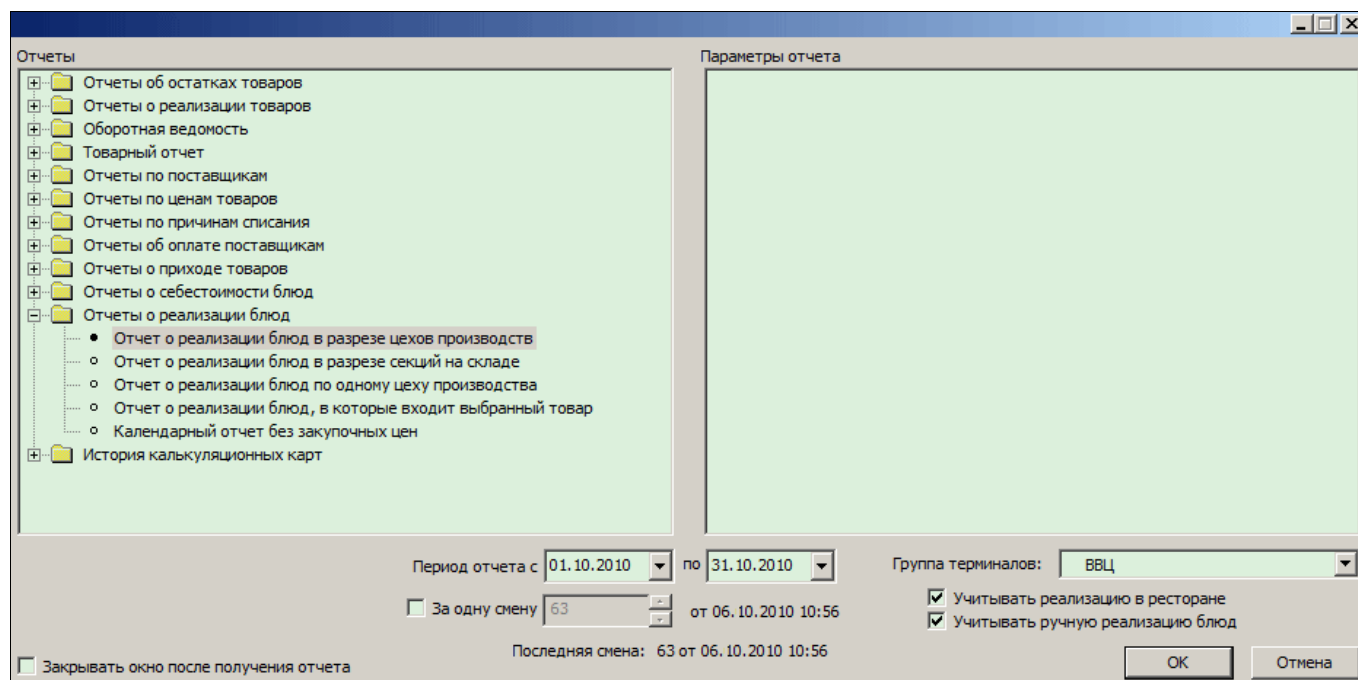 Отчеты
Параметры отчета
Отчеты об остатках товаров
Отчеты о реализации товаров
Оборотная ведомость
Товарный отчет
Отчеты по поставщикам
Отчеты по ценам товаров
Отчеты по причинам списания
Отчеты об оплате поставщикам
Отчеты о приходе товаров
Отчеты о себестоимости блюд
Отчеты о реализации блюд
Отчет о реализации блюд в разрезе цехов производств
Отчет о реализации блюд в разрезе секций на складе
Отчет о реализации блюд по одному цеху производства
Отчет о реализации блюд, в которые входит выбранный товар
Календарный отчет без закупочных цен
История калькуляционных карт
Период отчета с 01.10.2010 по 31.10.2010
Группа терминалов: ВВЦ
За одну смену 63 от 06.10.2010 10:56
Учитывать реализацию в ресторане
Учитывать ручную реализацию блюд
Последняя смена: 63 от 06.10.2010 10:56
Закрывать окно после получения отчета
ОК
Отмена